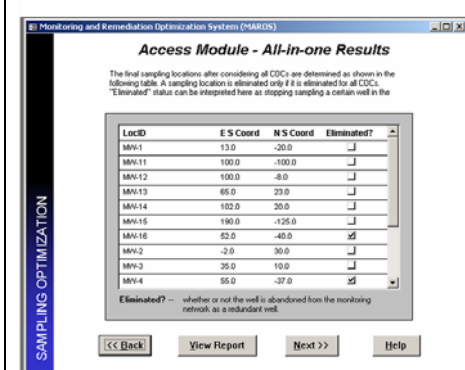 Monitoring and Remediation Optimization System (MAROS)
Access Module - All-in-one Results
The final sampling locations after considering all COCs are determined as shown in the
following table. A sampling location is eliminated only if it is eliminated for all COCs.
"Eliminated" status can be interpreted here as stopping sampling a certain well in the
SAMPLING OPTIMIZATION
LocID E S Coord N S Coord Eliminated?
MW-1 13.0 -20.0
MW-11 100.0 -100.0
MW-12 100.0 -8.0
MW-13 65.0 23.0
MW-14 102.0 20.0
MW-15 190.0 -125.0
MW-16 52.0 -40.0
MW-2 -2.0 30.0
MW-3 35.0 10.0
MW-4 55.0 -37.0
Eliminated? -- whether or not the well is abandoned from the monitoring
network as a redundant well.
<< Back View Report Next >> Help